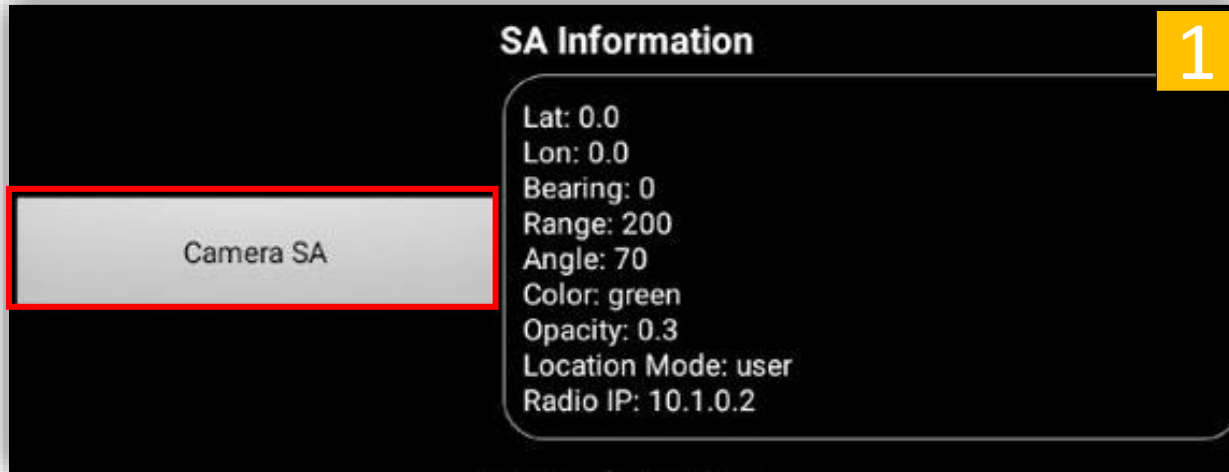 SA Information
1
Lat: 0.0
Lon: 0.0
Bearing: 0
Range: 200
Camera SA
Angle: 70
Color: green
Opacity: 0.3
Location Mode: user
Radio IP: 10.1.0.2